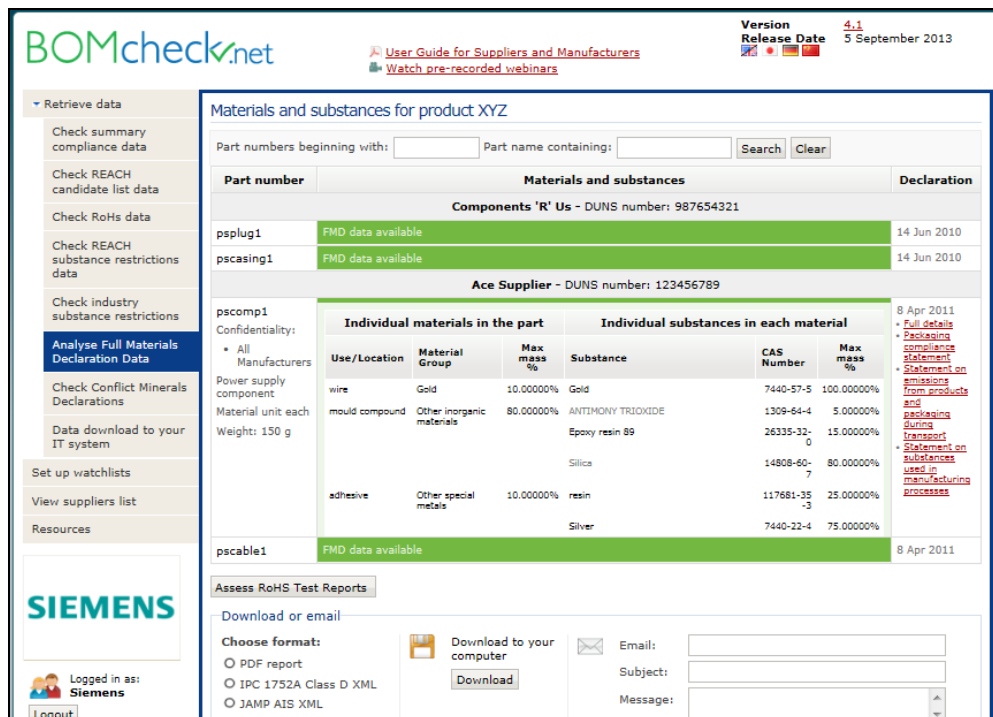 BOMcheck.net
User Guide for Suppliers and Manufacturers
Watch pre-recorded webinars
Version 4.1
Release Date 5 September 2013
Retrieve data
Check summary
compliance data
Check REACH
candidate list data
Check RoHs data
Check REACH
substance restrictions
data
Check industry
substance restrictions
Analyse Full Materials
Declaration Data
Check Conflict Minerals
Declarations
Data download to your
IT system
Set up watchlists
View suppliers list
Resources
SIEMENS
Logged in as:
Siemens
Logout
Materials and substances for product XYZ
Part numbers beginning with: Part name containing: Search Clear
Part number Materials and substances Declaration
Components 'R' Us - DUNS number: 987654321
psplug1 FMD data available 14 Jun 2010
pscasing1 FMD data available 14 Jun 2010
Ace Supplier - DUNS number: 123456789
pscomp1
Confidentiality:
• All
Manufacturers
Power supply
component
Material unit each
Weight: 150 g
Individual materials in the part Individual substances in each material
Use/Location Material Group Max mass % Substance CAS Number Max mass %
wire Gold 10.00000% Gold 7440-57-5 100.00000%
mould compound Other inorganic materials 80.00000% ANTIMONY TRIOXIDE 1309-64-4 5.00000%
Epoxy resin 89 26335-32-0 15.00000%
Silica 14808-60-7 80.00000%
adhesive Other special metals 10.00000% resin 117681-35-3 25.00000%
Silver 7440-22-4 75.00000%
8 Apr 2011
• Full details
• Packaging
compliance
statement
• Statement on
emissions
from products
and
packaging
during
transport
• Statement on
substances
used in
manufacturing
processes
pscable1 FMD data available 8 Apr 2011
Assess RoHS Test Reports
Download or email
Choose format:
PDF report
IPC 1752A Class D XML
JAMP AIS XML
Download to your
computer
Download
Email:
Subject:
Message: